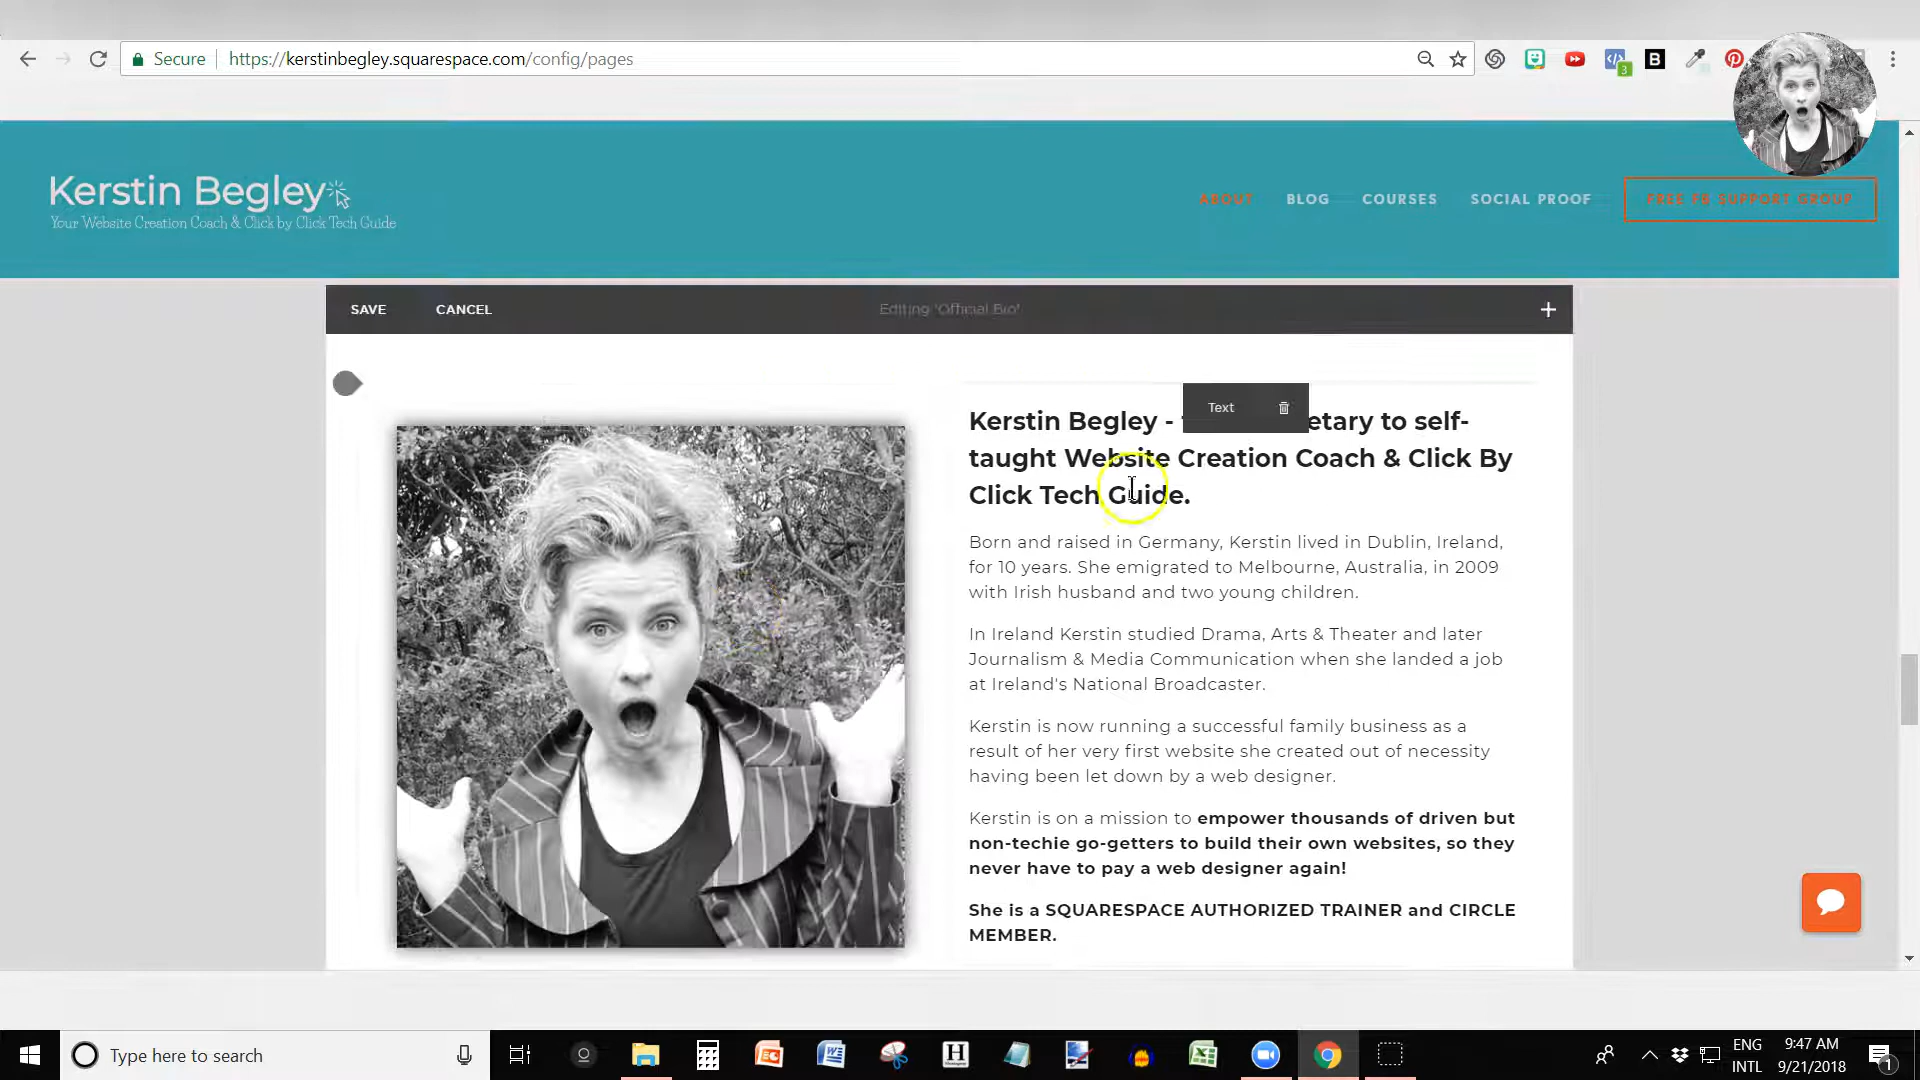 Secure
https://kerstinbegley.squarespace.com/config/pages
3
B
Kerstin Begley
Your Website Creation Coach & Click by Click Tech Guide
ABOUT
BLOG
COURSES
SOCIAL PROOF
FREE FB SUPPORT GROUP
SAVE
CANCEL
Editing 'Official Bio'
+
Text
Kerstin Begley - etary to self-
taught Website Creation Coach & Click By
Click Tech Guide.
Born and raised in Germany, Kerstin lived in Dublin, Ireland,
for 10 years. She emigrated to Melbourne, Australia, in 2009
with Irish husband and two young children.
In Ireland Kerstin studied Drama, Arts & Theater and later
Journalism & Media Communication when she landed a job
at Ireland's National Broadcaster.
Kerstin is now running a successful family business as a
result of her very first website she created out of necessity
having been let down by a web designer.
Kerstin is on a mission to empower thousands of driven but
non-techie go-getters to build their own websites, so they
never have to pay a web designer again!
She is a SQUARESPACE AUTHORIZED TRAINER and CIRCLE
MEMBER.
Type here to search
H
ENG
INTL
9:47 AM
9/21/2018
1